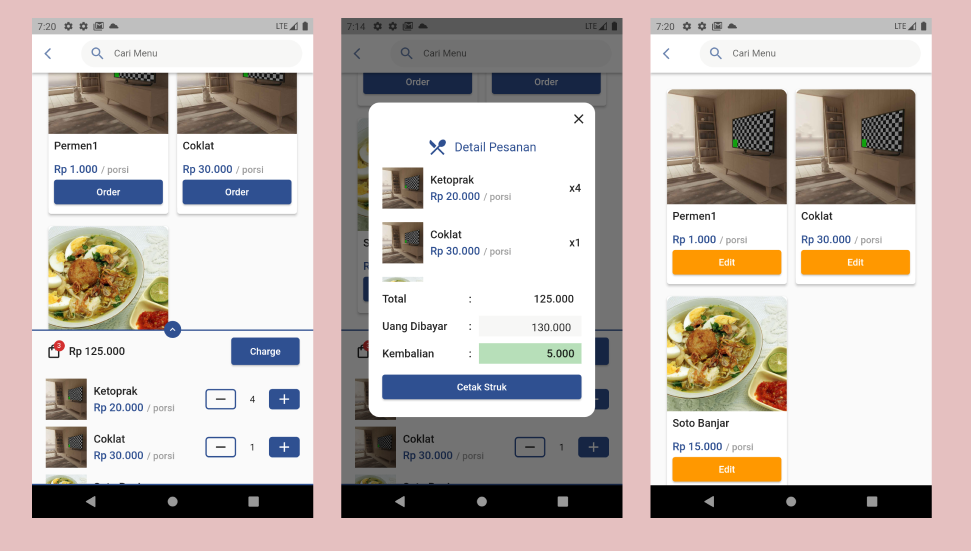 7:20
LTE
Cari Menu
Permen1
Rp 1.000 / porsi
Order
Coklat
Rp 30.000 / porsi
Order
3
Rp 125.000
Charge
Ketoprak
Rp 20.000 / porsi
4
Coklat
Rp 30.000 / porsi
1
7:14
LTE
Cari Menu
Order
Order
Detail Pesanan
Ketoprak
Rp 20.000 / porsi
x4
Coklat
Rp 30.000 / porsi
x1
Total : 125.000
Uang Dibayar : 130.000
Kembalian : 5.000
Cetak Struk
Coklat
Rp 30.000 / porsi
1
7:20
LTE
Cari Menu
Permen1
Rp 1.000 / porsi
Edit
Coklat
Rp 30.000 / porsi
Edit
Soto Banjar
Rp 15.000 / porsi
Edit